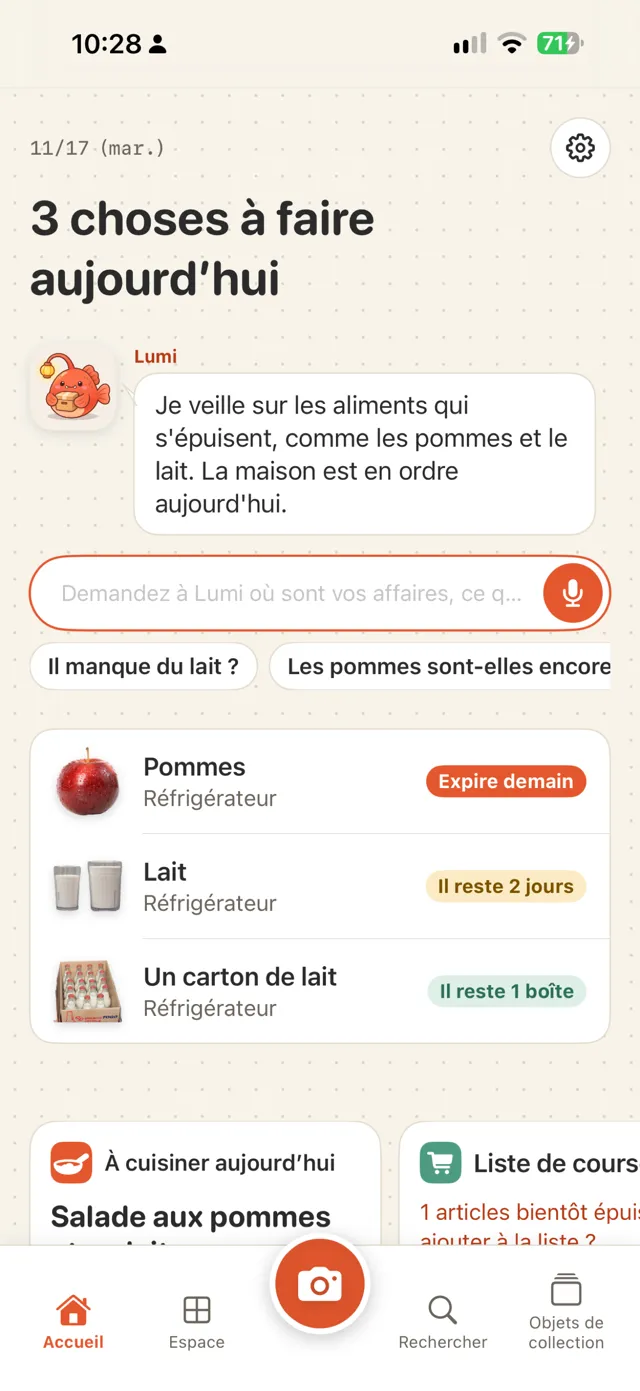 10:28
71
11/17 (mar.)
3 choses à faire
aujourd’hui
Lumi
Je veille sur les aliments qui
s'épuisent, comme les pommes et le
lait. La maison est en ordre
aujourd'hui.
Demandez à Lumi où sont vos affaires, ce q...
Il manque du lait ?
Les pommes sont-elles encore
Pommes
Réfrigérateur
Expire demain
Lait
Réfrigérateur
Il reste 2 jours
Un carton de lait
Réfrigérateur
Il reste 1 boîte
À cuisiner aujourd’hui
Salade aux pommes
Liste de cours
1 articles bientôt épui
ajouter à la liste ?
Accueil
Espace
Rechercher
Objets de
collection